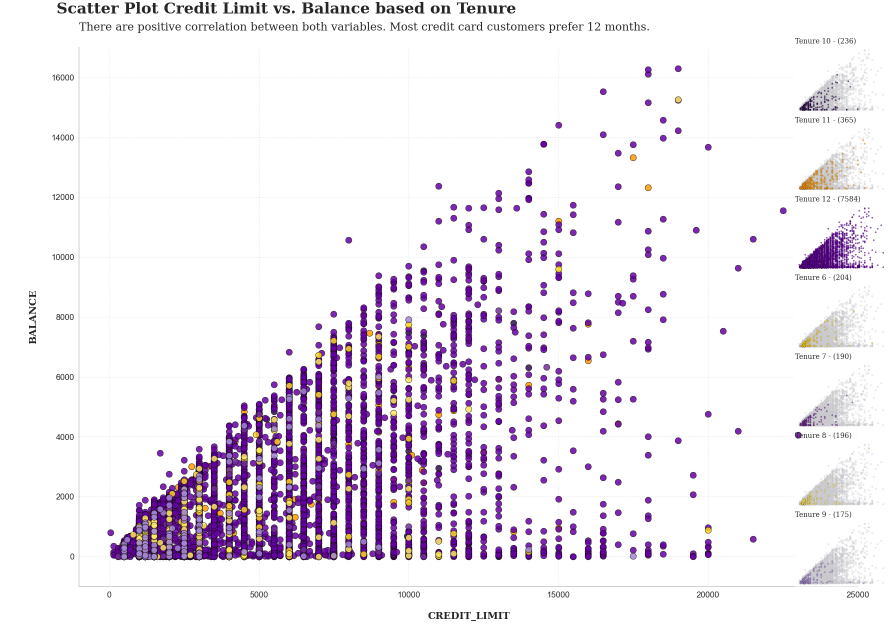 Scatter Plot Credit Limit vs. Balance based on Tenure
There are positive correlation between both variables. Most credit card customers prefer 12 months.
Tenure 10 - (236)
Tenure 11 - (365)
Tenure 12 - (7584)
Tenure 6 - (204)
Tenure 7 - (190)
Tenure 8 - (196)
Tenure 9 - (175)
16000
14000
12000
10000
8000
6000
4000
2000
0
BALANCE
0
5000
10000
15000
20000
25000
CREDIT_LIMIT